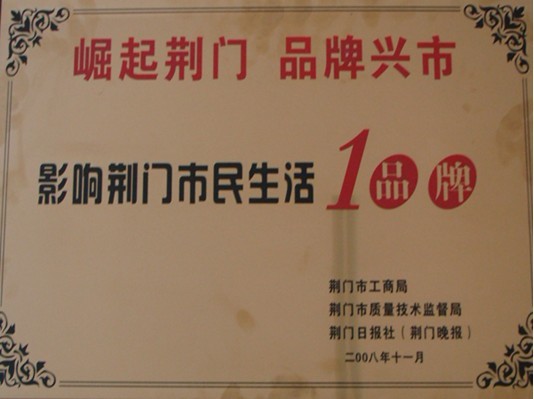 崛起荆门 品牌兴市
影响荆门市民生活1品牌
荆门市工商局
荆门市质量技术监督局
荆门日报社(荆门晚报)
二00八年十一月